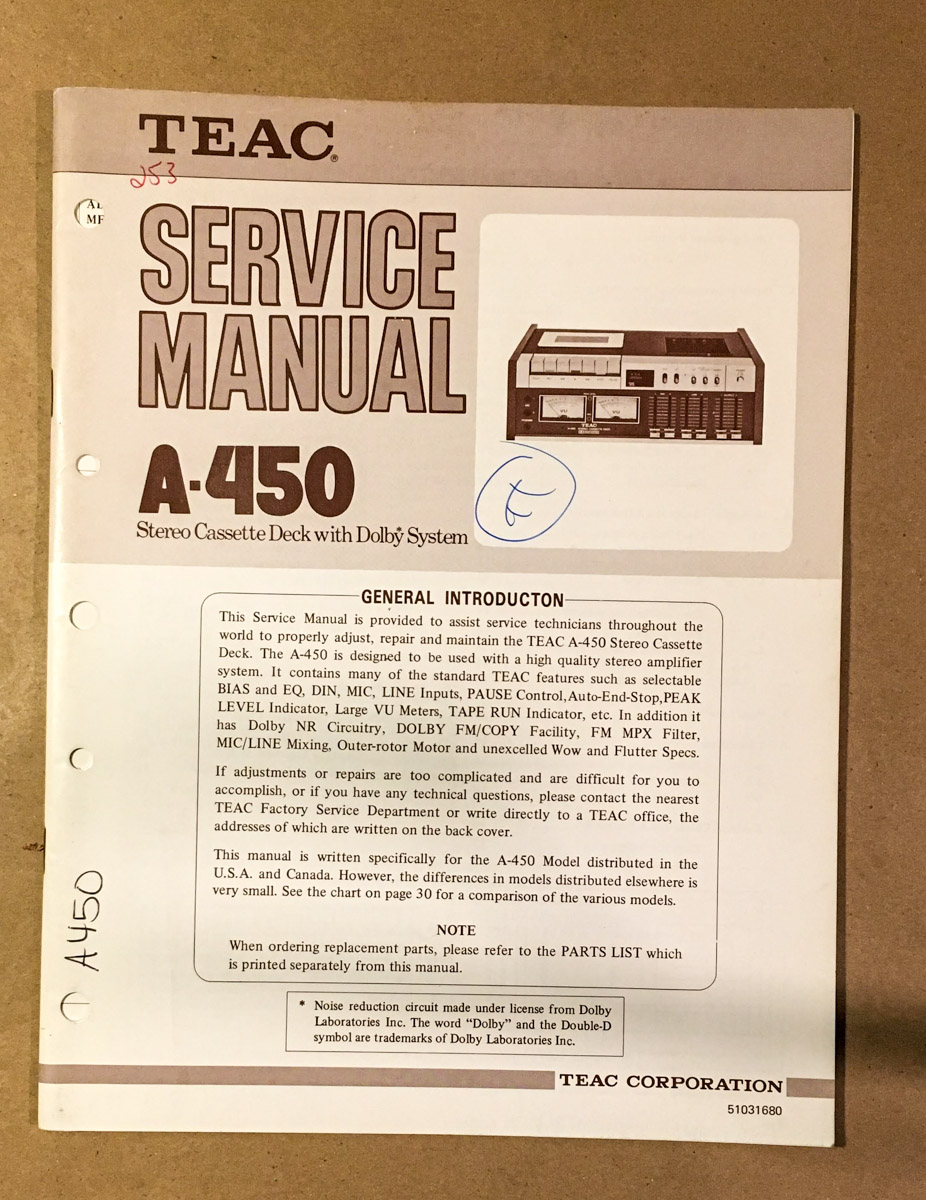 TEAC®
253
AL
MF
SERVICE
MANUAL
A-450
Stereo Cassette Deck with Dolby* System
VU
VU
TEAC
GENERAL INTRODUCTON
This Service Manual is provided to assist service technicians throughout the
world to properly adjust, repair and maintain the TEAC A-450 Stereo Cassette
Deck. The A-450 is designed to be used with a high quality stereo amplifier
system. It contains many of the standard TEAC features such as selectable
BIAS and EQ, DIN, MIC, LINE Inputs, PAUSE Control, Auto-End-Stop, PEAK
LEVEL Indicator, Large VU Meters, TAPE RUN Indicator, etc. In addition it
has Dolby NR Circuitry, DOLBY FM/COPY Facility, FM MPX Filter,
MIC/LINE Mixing, Outer-rotor Motor and unexcelled Wow and Flutter Specs.
If adjustments or repairs are too complicated and are difficult for you to
accomplish, or if you have any technical questions, please contact the nearest
TEAC Factory Service Department or write directly to a TEAC office, the
addresses of which are written on the back cover.
This manual is written specifically for the A-450 Model distributed in the
U.S.A. and Canada. However, the differences in models distributed elsewhere is
very small. See the chart on page 30 for a comparison of the various models.
NOTE
When ordering replacement parts, please refer to the PARTS LIST which
is printed separately from this manual.
* Noise reduction circuit made under license from Dolby
Laboratories Inc. The word “Dolby” and the Double-D
symbol are trademarks of Dolby Laboratories Inc.
A450
TEAC CORPORATION
51031680